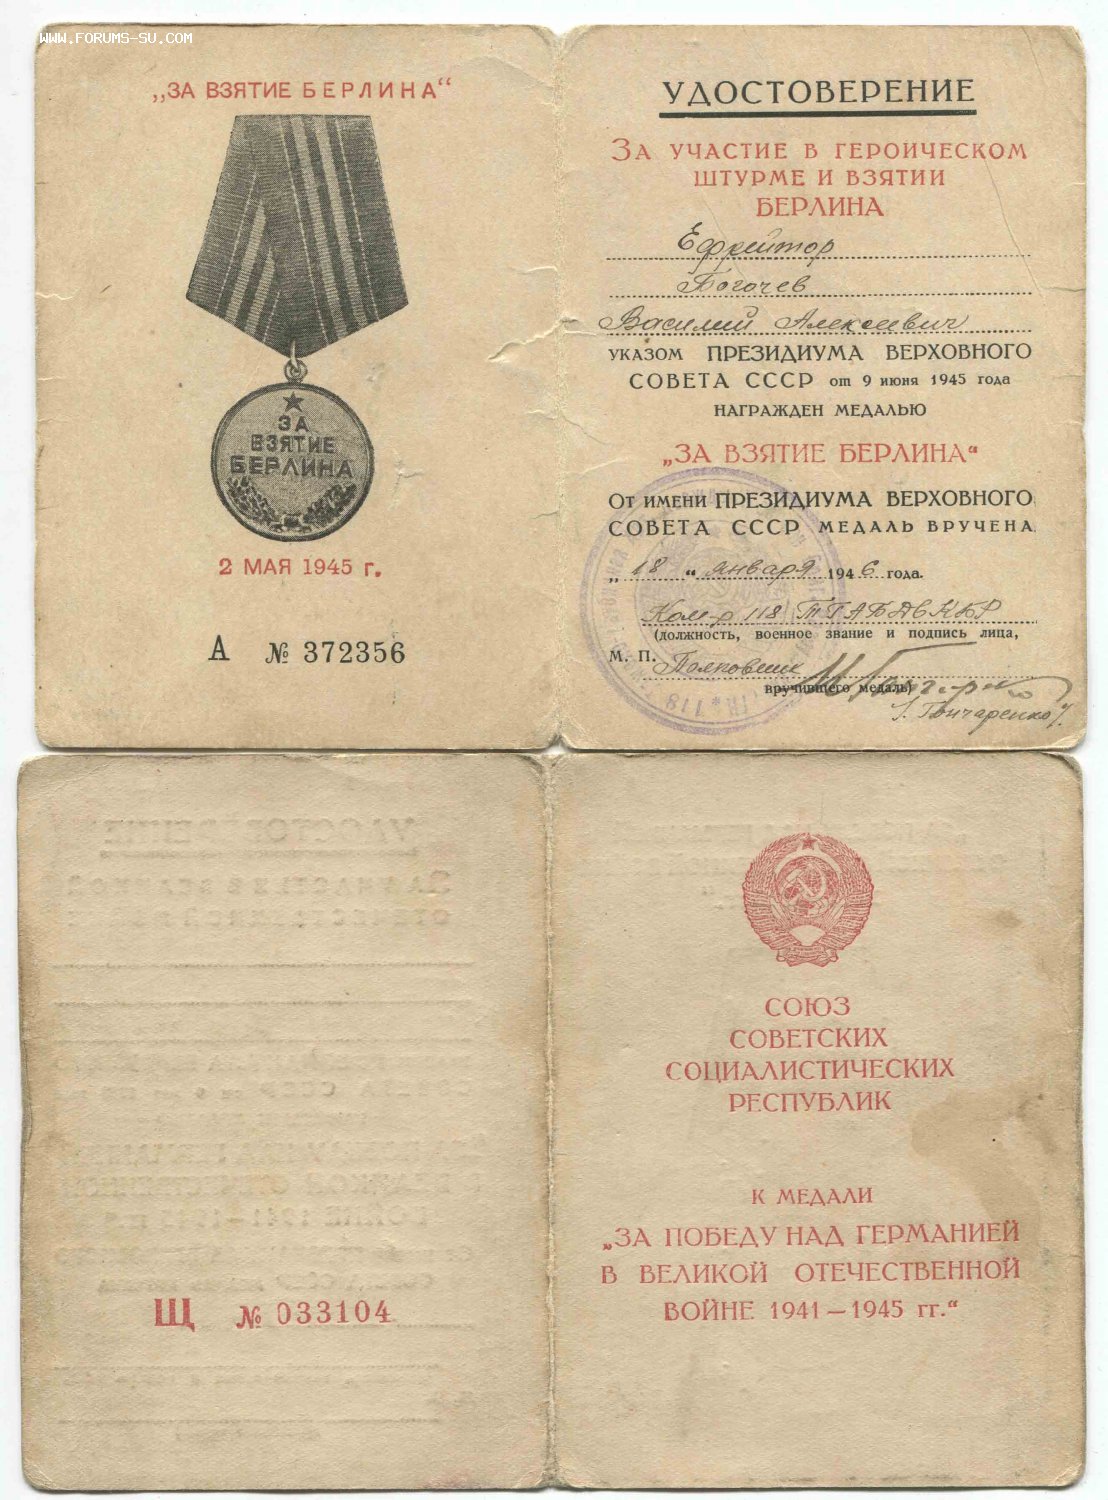 WWW.FORUMS-SU.COM
„ЗА ВЗЯТИЕ БЕРЛИНА“
ЗА
ВЗЯТИЕ
БЕРЛИНА
2 МАЯ 1945 г.
А № 372356
УДОСТОВЕРЕНИЕ
ЗА УЧАСТИЕ В ГЕРОИЧЕСКОМ
ШТУРМЕ И ВЗЯТИИ
БЕРЛИНА
Ефрейтор
Богочев
Василий Алексеевич
УКАЗОМ ПРЕЗИДИУМА ВЕРХОВНОГО
СОВЕТА СССР от 9 июня 1945 года
НАГРАЖДЕН МЕДАЛЬЮ
„ЗА ВЗЯТИЕ БЕРЛИНА“
ОТ ИМЕНИ ПРЕЗИДИУМА ВЕРХОВНОГО
СОВЕТА СССР МЕДАЛЬ ВРУЧЕНА
„18“ января 1946 года.
Ком-р 118 ТГАБДвКБР
(должность, военное звание и подпись лица,
М. П. Полковник
вручившего медаль)
/Гончаренко/
Щ № 033104
СОЮЗ
СОВЕТСКИХ
СОЦИАЛИСТИЧЕСКИХ
РЕСПУБЛИК
К МЕДАЛИ
„ЗА ПОБЕДУ НАД ГЕРМАНИЕЙ
В ВЕЛИКОЙ ОТЕЧЕСТВЕННОЙ
ВОЙНЕ 1941—1945 гг.“